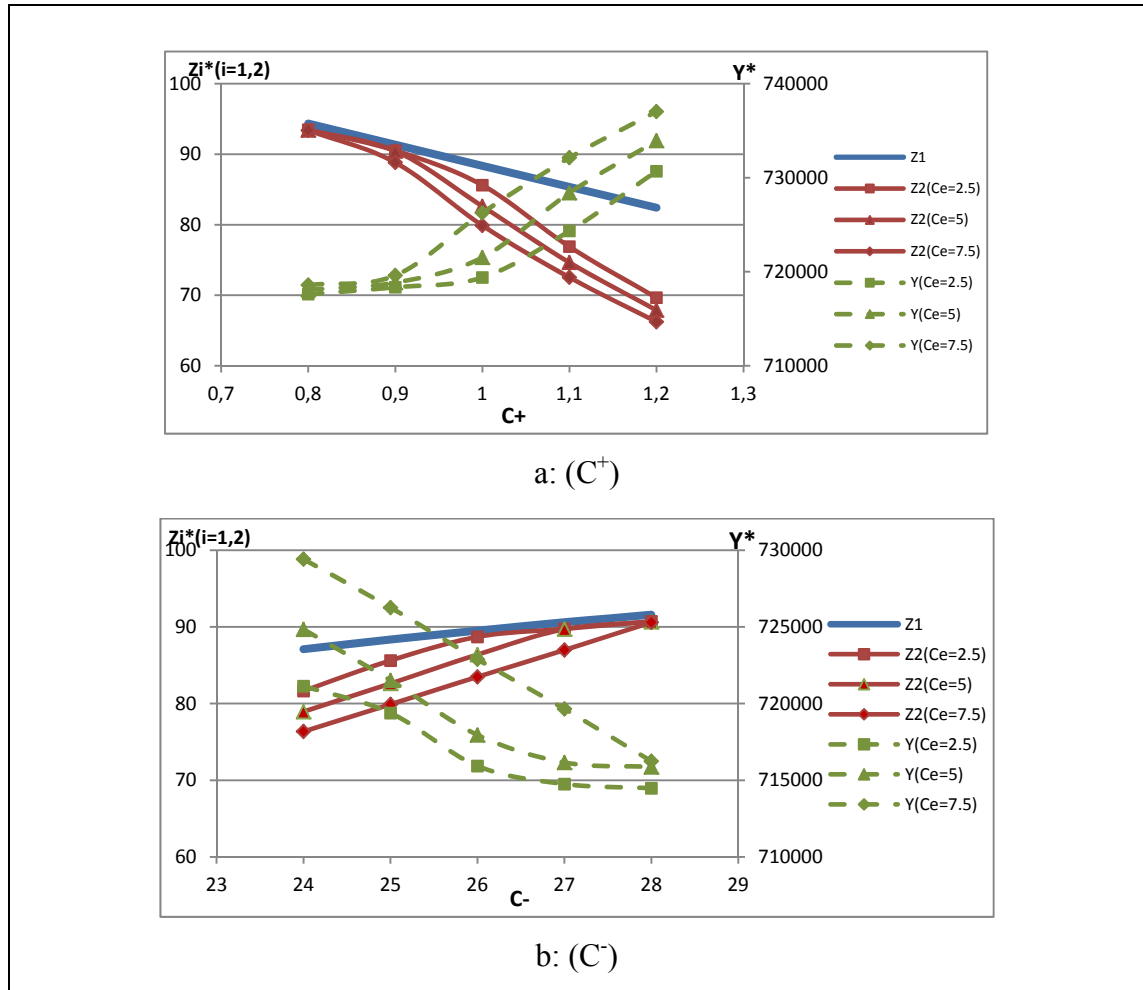 Zi*(i=1,2)
Y*
100
90
80
70
60
740000
730000
720000
710000
0,7 0,8 0,9 1 1,1 1,2 1,3
C+
Z1
Z2(Ce=2.5)
Z2(Ce=5)
Z2(Ce=7.5)
Y(Ce=2.5)
Y(Ce=5)
Y(Ce=7.5)
a: (C+)
Zi*(i=1,2)
Y*
100
90
80
70
60
730000
725000
720000
715000
710000
23 24 25 26 27 28 29
C-
Z1
Z2(Ce=2.5)
Z2(Ce=5)
Z2(Ce=7.5)
Y(Ce=2.5)
Y(Ce=5)
Y(Ce=7.5)
b: (C-)